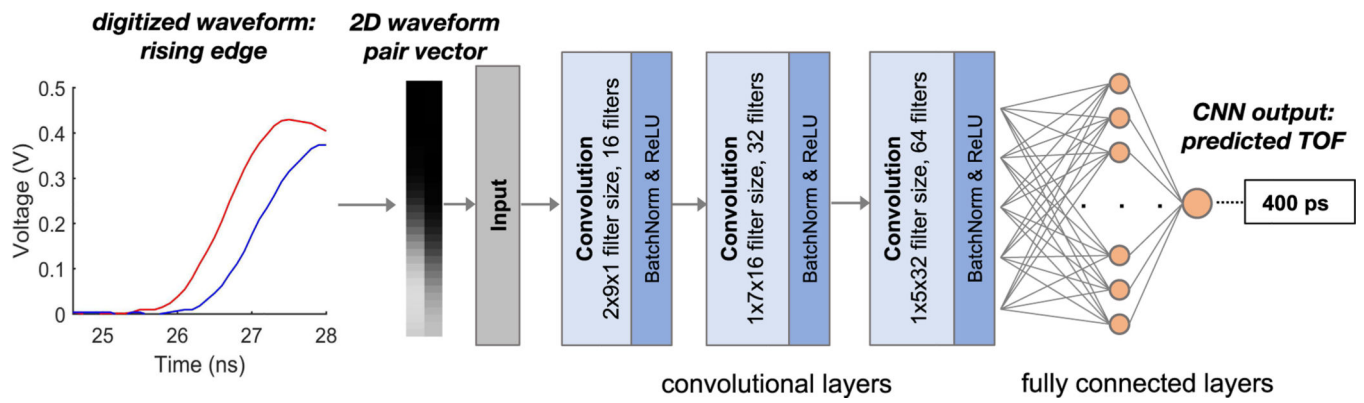 digitized waveform:
rising edge
2D waveform
pair vector
0.5
0.4
0.3
0.2
0.1
0
Voltage (V)
25
26
27
28
Time (ns)
Input
Convolution
2x9x1 filter size, 16 filters
BatchNorm & ReLU
Convolution
1x7x16 filter size, 32 filters
BatchNorm & ReLU
Convolution
1x5x32 filter size, 64 filters
BatchNorm & ReLU
convolutional layers
fully connected layers
CNN output:
predicted TOF
400 ps